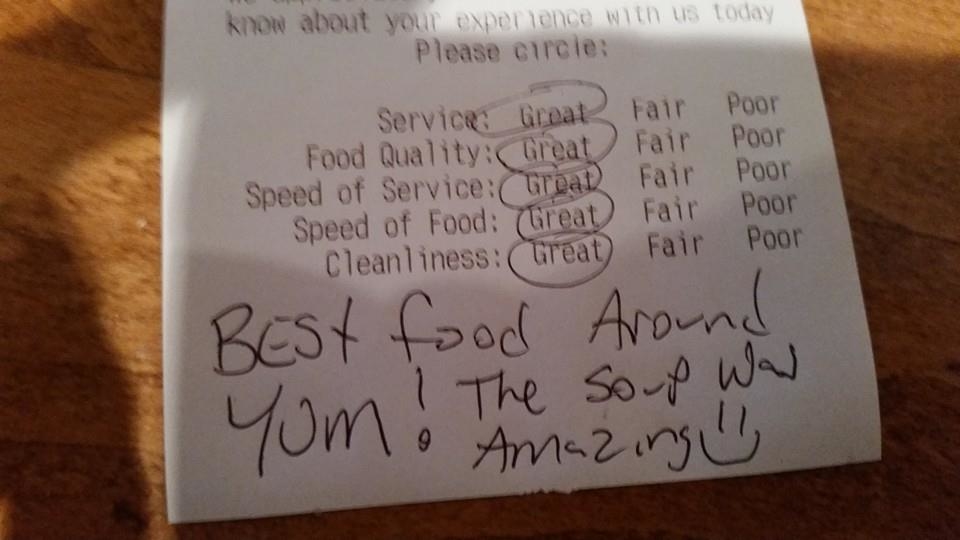 know about your experience with us today
Please circle:
Service: Great Fair Poor
Food Quality: Great Fair Poor
Speed of Service: Great Fair Poor
Speed of Food: Great Fair Poor
Cleanliness: Great Fair Poor
BEST food Around
YUM! The Soup was
Amazing